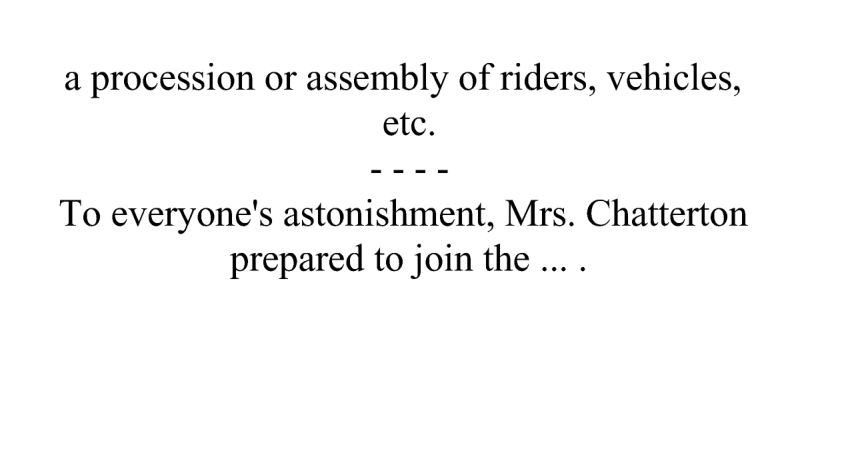 a procession or assembly of riders, vehicles,
etc.
- - - -
To everyone's astonishment, Mrs. Chatterton
prepared to join the ... .